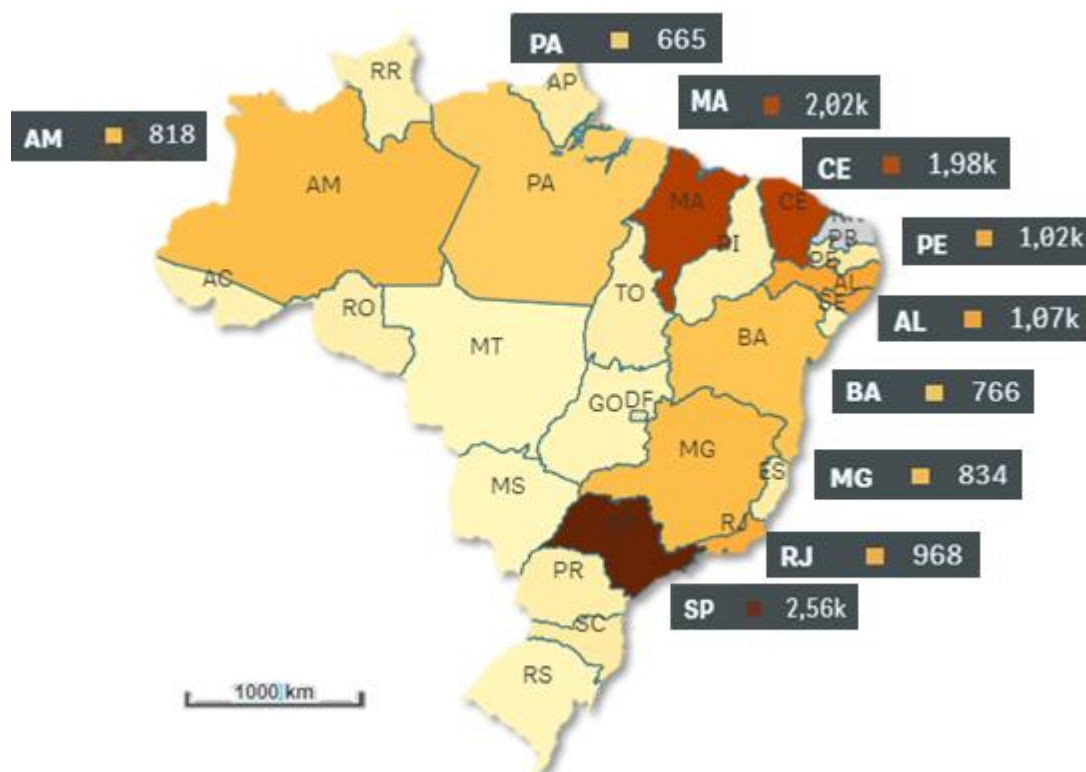 PA 665
RR
AP
MA 2,02k
AM 818
CE 1,98k
AM
PA
MA
CE
PI
PB
PE
PE 1,02k
AC
TO
AL
SE
RO
AL 1,07k
MT
BA
BA 766
GO
DF
MG
ES
MG 834
MS
RJ
RJ 968
PR
SP 2,56k
SC
RS
1000 km